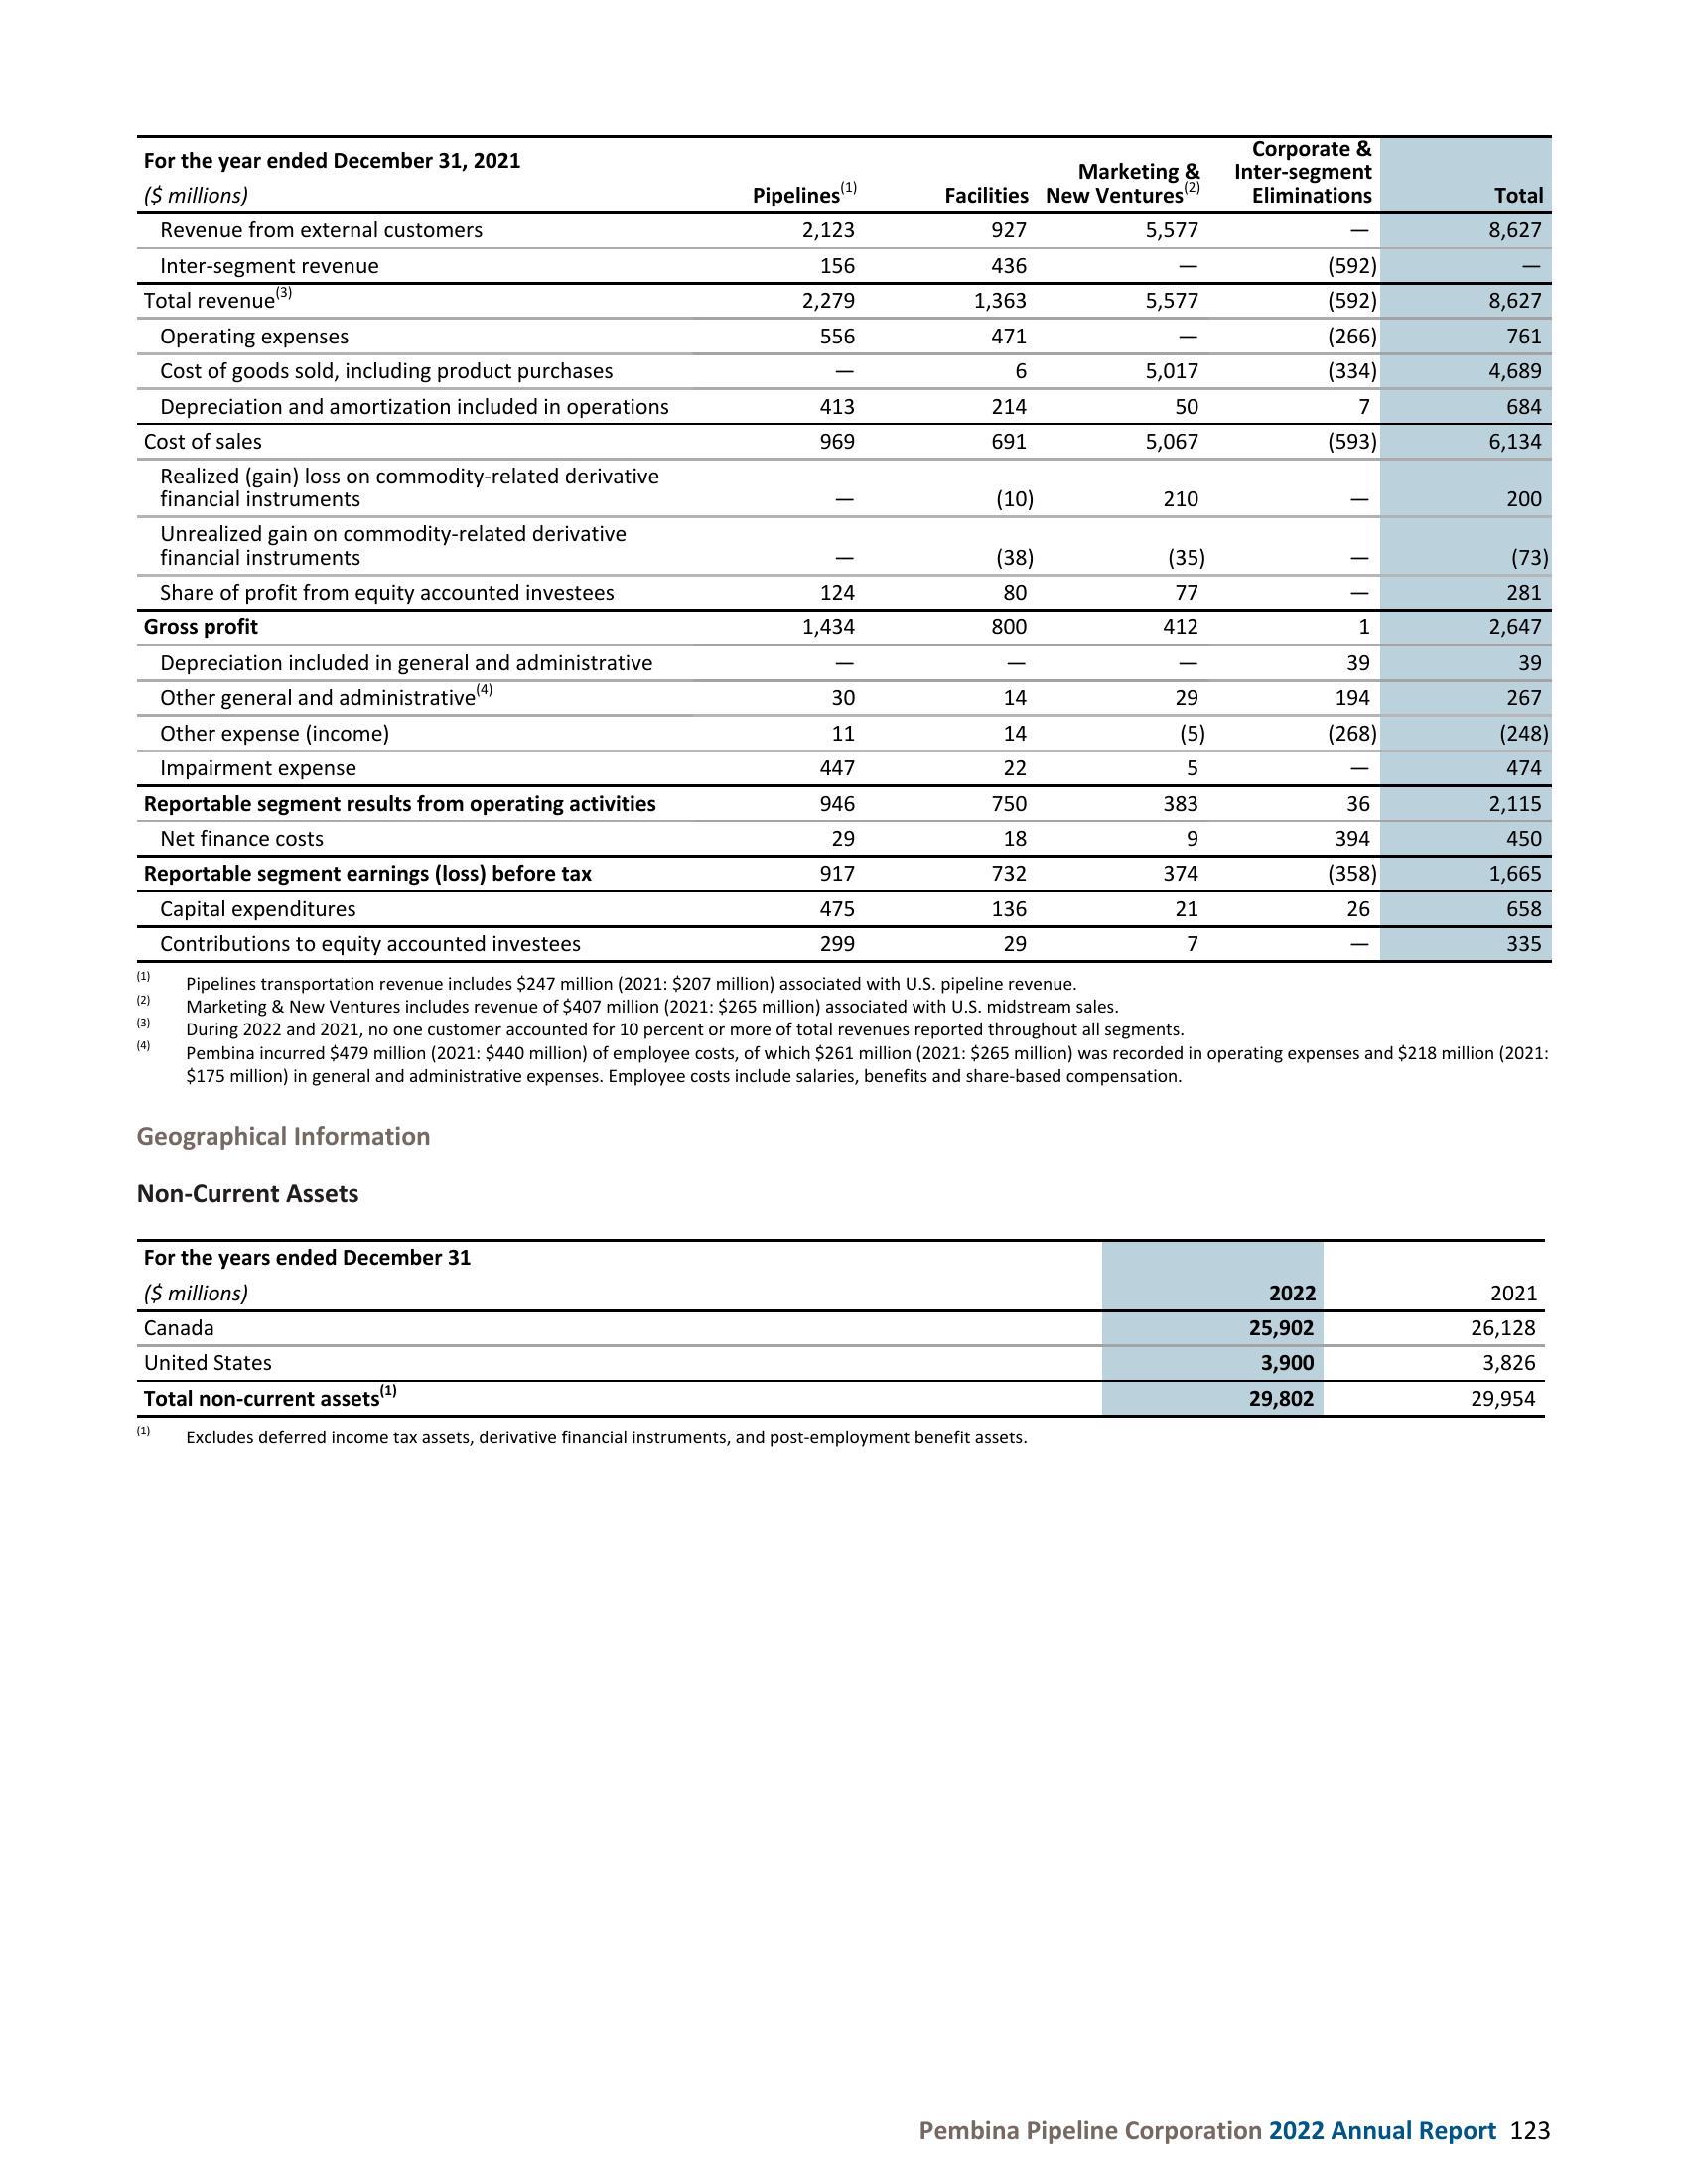 For the year ended December 31, 2021
($ millions) Pipelines(1) Facilities Marketing & New Ventures(2) Corporate & Inter-segment Eliminations Total
Revenue from external customers 2,123 927 5,577 — 8,627
Inter-segment revenue 156 436 — (592) —
Total revenue(3) 2,279 1,363 5,577 (592) 8,627
Operating expenses 556 471 — (266) 761
Cost of goods sold, including product purchases — 6 5,017 (334) 4,689
Depreciation and amortization included in operations 413 214 50 7 684
Cost of sales 969 691 5,067 (593) 6,134
Realized (gain) loss on commodity-related derivative
financial instruments — (10) 210 — 200
Unrealized gain on commodity-related derivative
financial instruments — (38) (35) — (73)
Share of profit from equity accounted investees 124 80 77 — 281
Gross profit 1,434 800 412 1 2,647
Depreciation included in general and administrative — — — 39 39
Other general and administrative(4) 30 14 29 194 267
Other expense (income) 11 14 (5) (268) (248)
Impairment expense 447 22 5 — 474
Reportable segment results from operating activities 946 750 383 36 2,115
Net finance costs 29 18 9 394 450
Reportable segment earnings (loss) before tax 917 732 374 (358) 1,665
Capital expenditures 475 136 21 26 658
Contributions to equity accounted investees 299 29 7 — 335
(1) Pipelines transportation revenue includes $247 million (2021: $207 million) associated with U.S. pipeline revenue.
(2) Marketing & New Ventures includes revenue of $407 million (2021: $265 million) associated with U.S. midstream sales.
(3) During 2022 and 2021, no one customer accounted for 10 percent or more of total revenues reported throughout all segments.
(4) Pembina incurred $479 million (2021: $440 million) of employee costs, of which $261 million (2021: $265 million) was recorded in operating expenses and $218 million (2021:
$175 million) in general and administrative expenses. Employee costs include salaries, benefits and share-based compensation.
Geographical Information
Non-Current Assets
For the years ended December 31
($ millions) 2022 2021
Canada 25,902 26,128
United States 3,900 3,826
Total non-current assets(1) 29,802 29,954
(1) Excludes deferred income tax assets, derivative financial instruments, and post-employment benefit assets.
Pembina Pipeline Corporation 2022 Annual Report 123